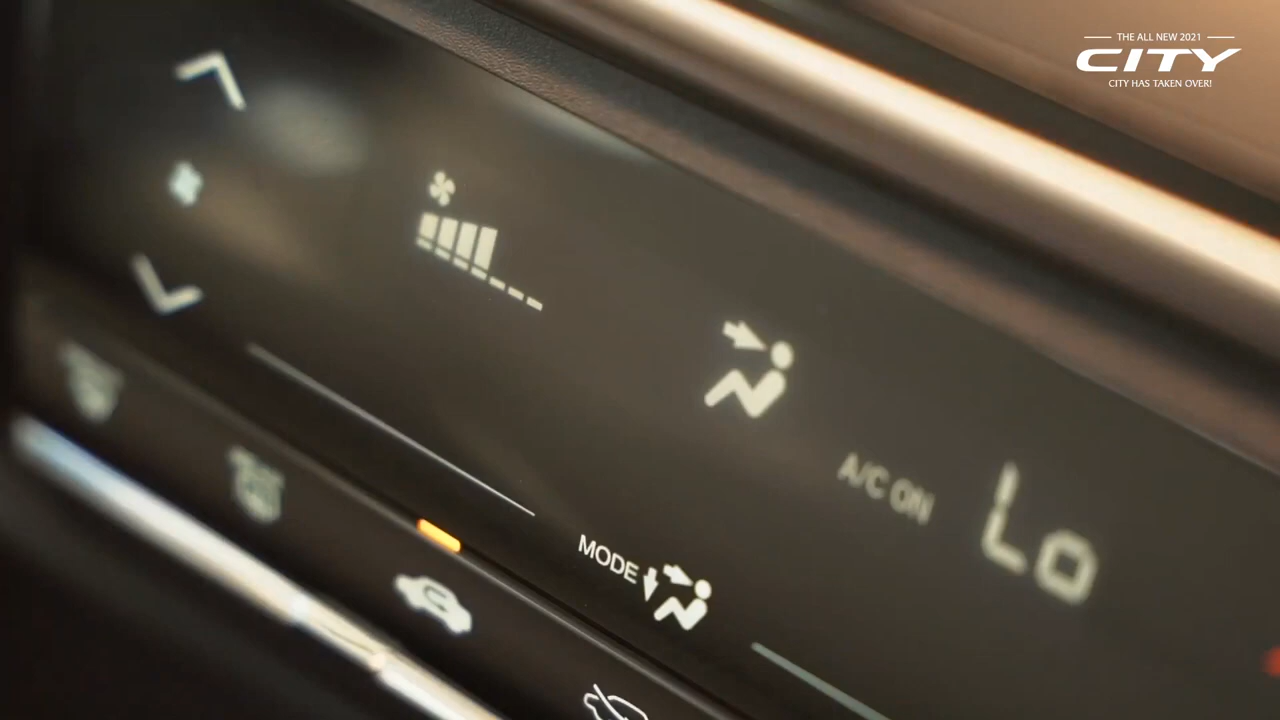 THE ALL NEW 2021
CITY
CITY HAS TAKEN OVER!
A/C ON
Lo
MODE